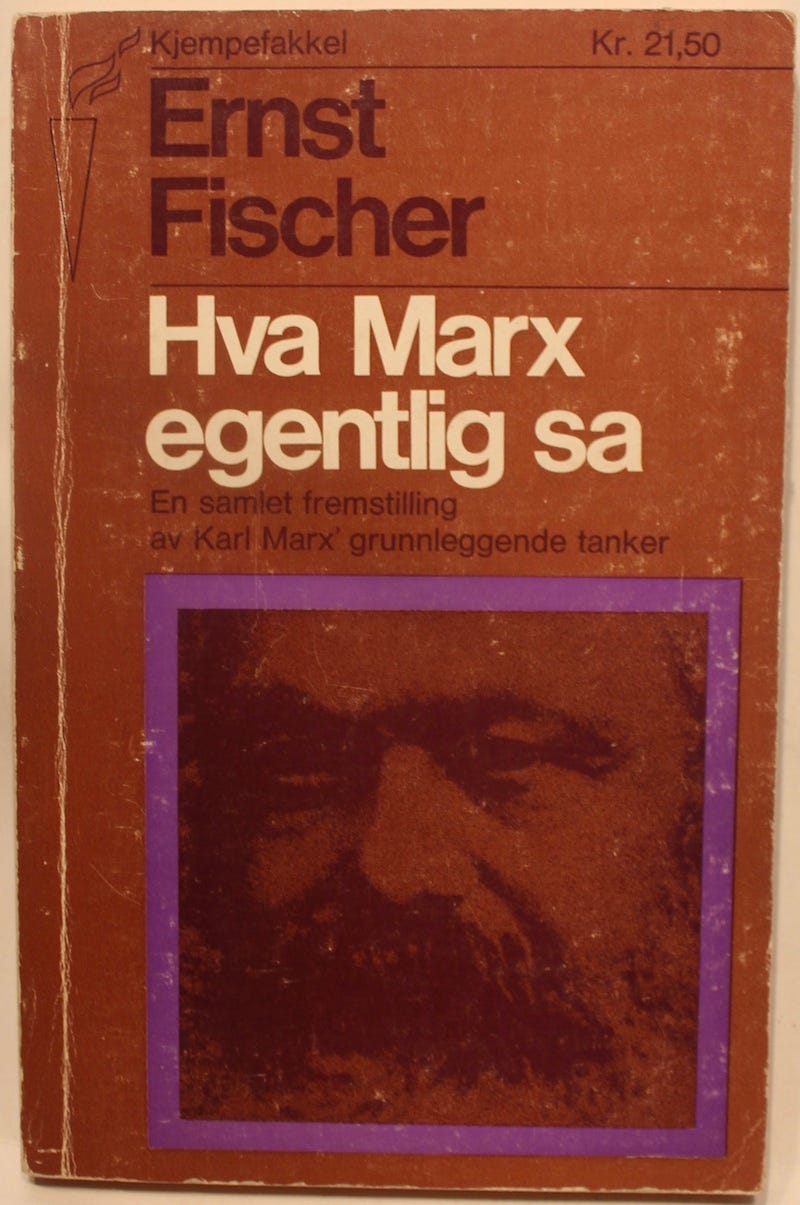 Kjempefakkel Kr. 21,50
Ernst
Fischer
Hva Marx
egentlig sa
En samlet fremstilling
av Karl Marx' grunnleggende tanker